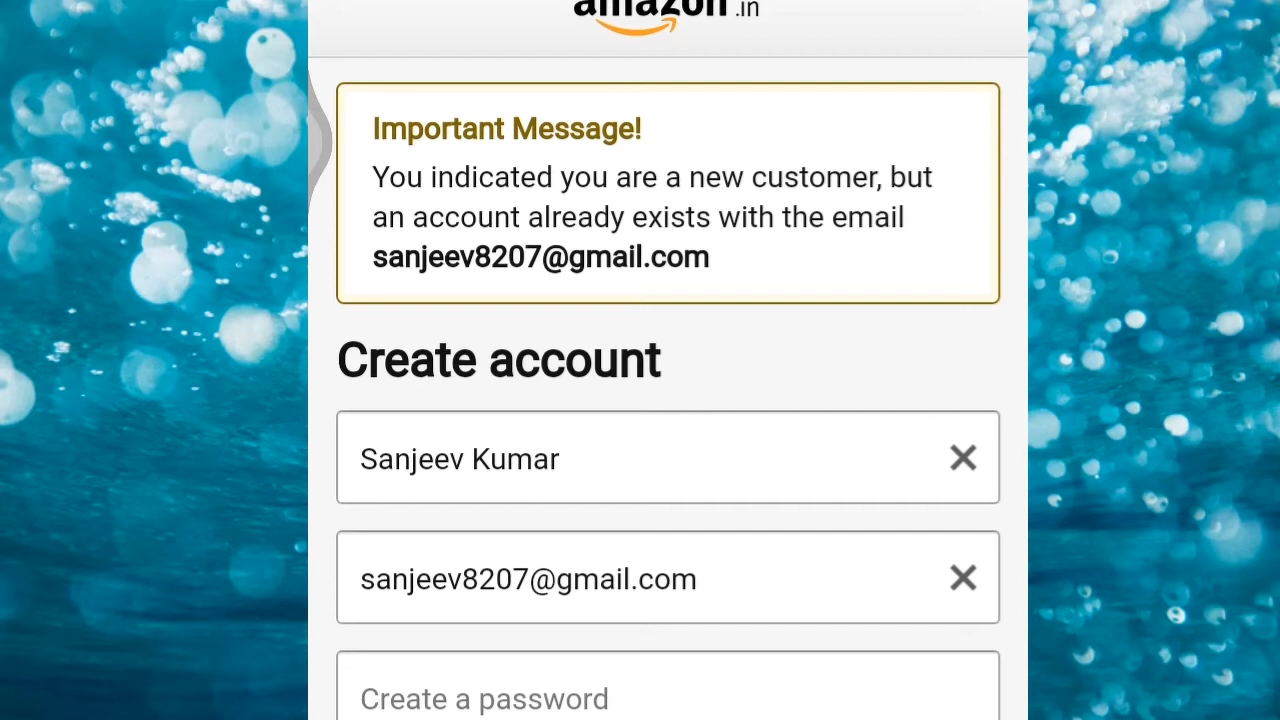 amazon.in
Important Message!
You indicated you are a new customer, but
an account already exists with the email
sanjeev8207@gmail.com
Create account
Sanjeev Kumar
sanjeev8207@gmail.com
Create a password